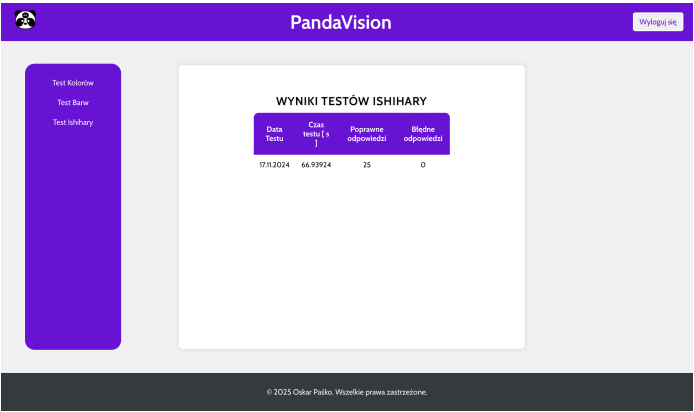 PandaVision
Wyloguj się
Test Kolorów
Test Barw
Test Ishihary
WYNIKI TESTÓW ISHIHARY
Data Testu
Czas testu [ s ]
Poprawne odpowiedzi
Błędne odpowiedzi
17.11.2024 66.93924 25 0
© 2025 Oskar Paśko. Wszelkie prawa zastrzeżone.